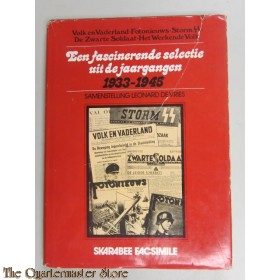 Volk en Vaderland·Fotonieuws·Storm SS
De Zwarte Soldaat·Het Werkende Volk
Een fascinerende selectie
uit de jaargangen
1933-1945
SAMENSTELLING LEONARD DE VRIES
STORM SS
VOLK EN VADERLAND
ZWARTE SOLDAAT
FOTONIEUWS
SKARABEE FACSIMILE
© The Quartermaster Store